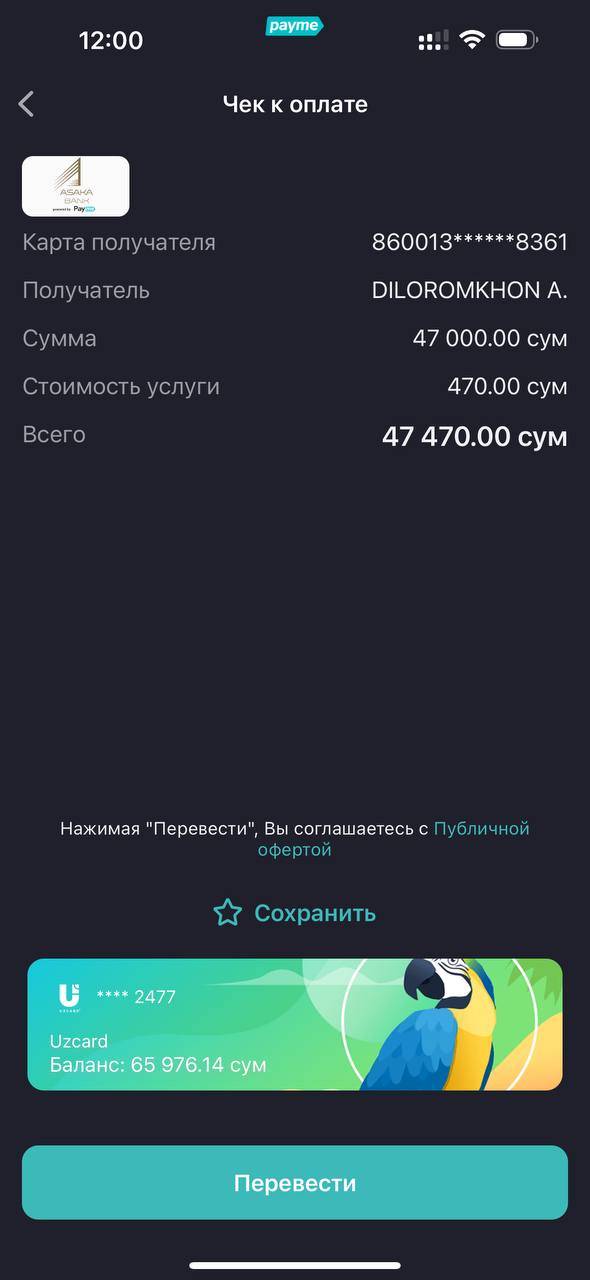 12:00
payme
Чек к оплате
ASAKA
BANK
powered by Payme
Карта получателя 860013******8361
Получатель DILOROMKHON A.
Сумма 47 000.00 сум
Стоимость услуги 470.00 сум
Всего 47 470.00 сум
Нажимая "Перевести", Вы соглашаетесь с Публичной
офертой
Сохранить
UZCARD
**** 2477
Uzcard
Баланс: 65 976.14 сум
Перевести